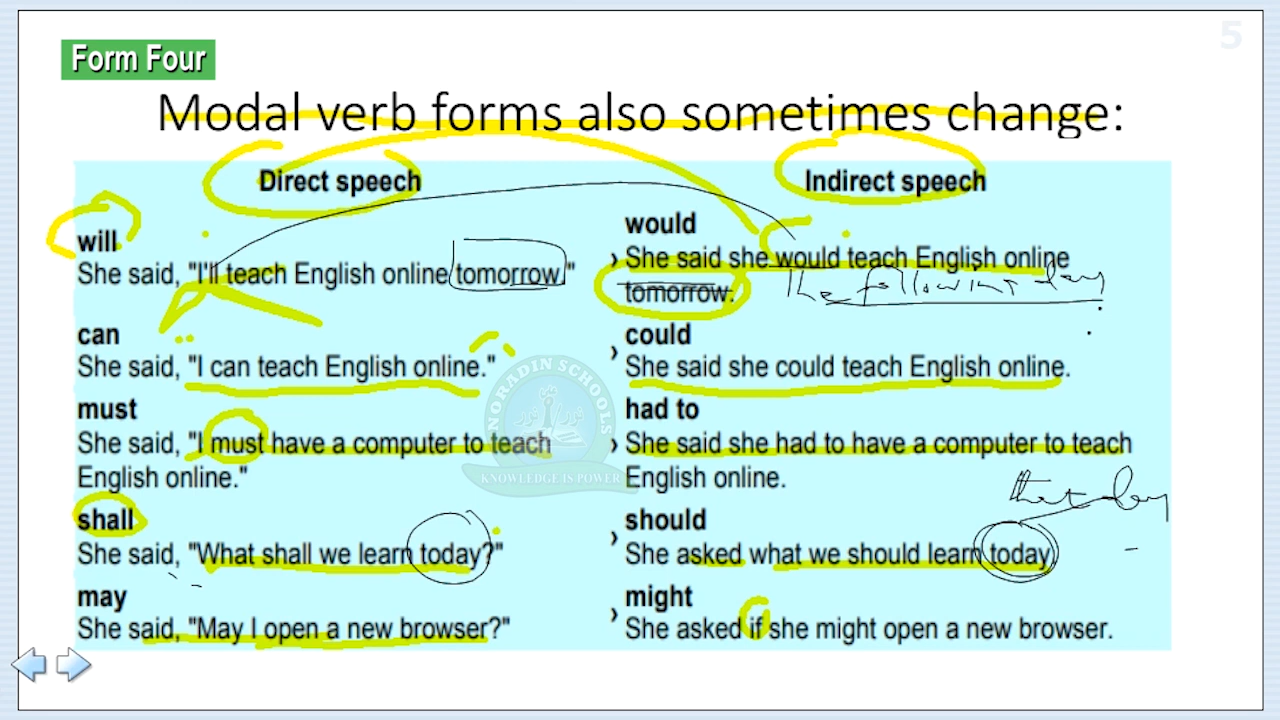 5
Form Four
Modal verb forms also sometimes change:
Direct speech
Indirect speech
will
She said, "I'll teach English online tomorrow."
would
› She said she would teach English online
tomorrow. The following day
can
She said, "I can teach English online."
could
› She said she could teach English online.
must
She said, "I must have a computer to teach
English online."
had to
› She said she had to have a computer to teach
English online.
that day
shall
She said, "What shall we learn today?"
should
› She asked what we should learn today
may
She said, "May I open a new browser?"
might
› She asked if she might open a new browser.
NORADIN SCHOOLS
KNOWLEDGE IS POWER